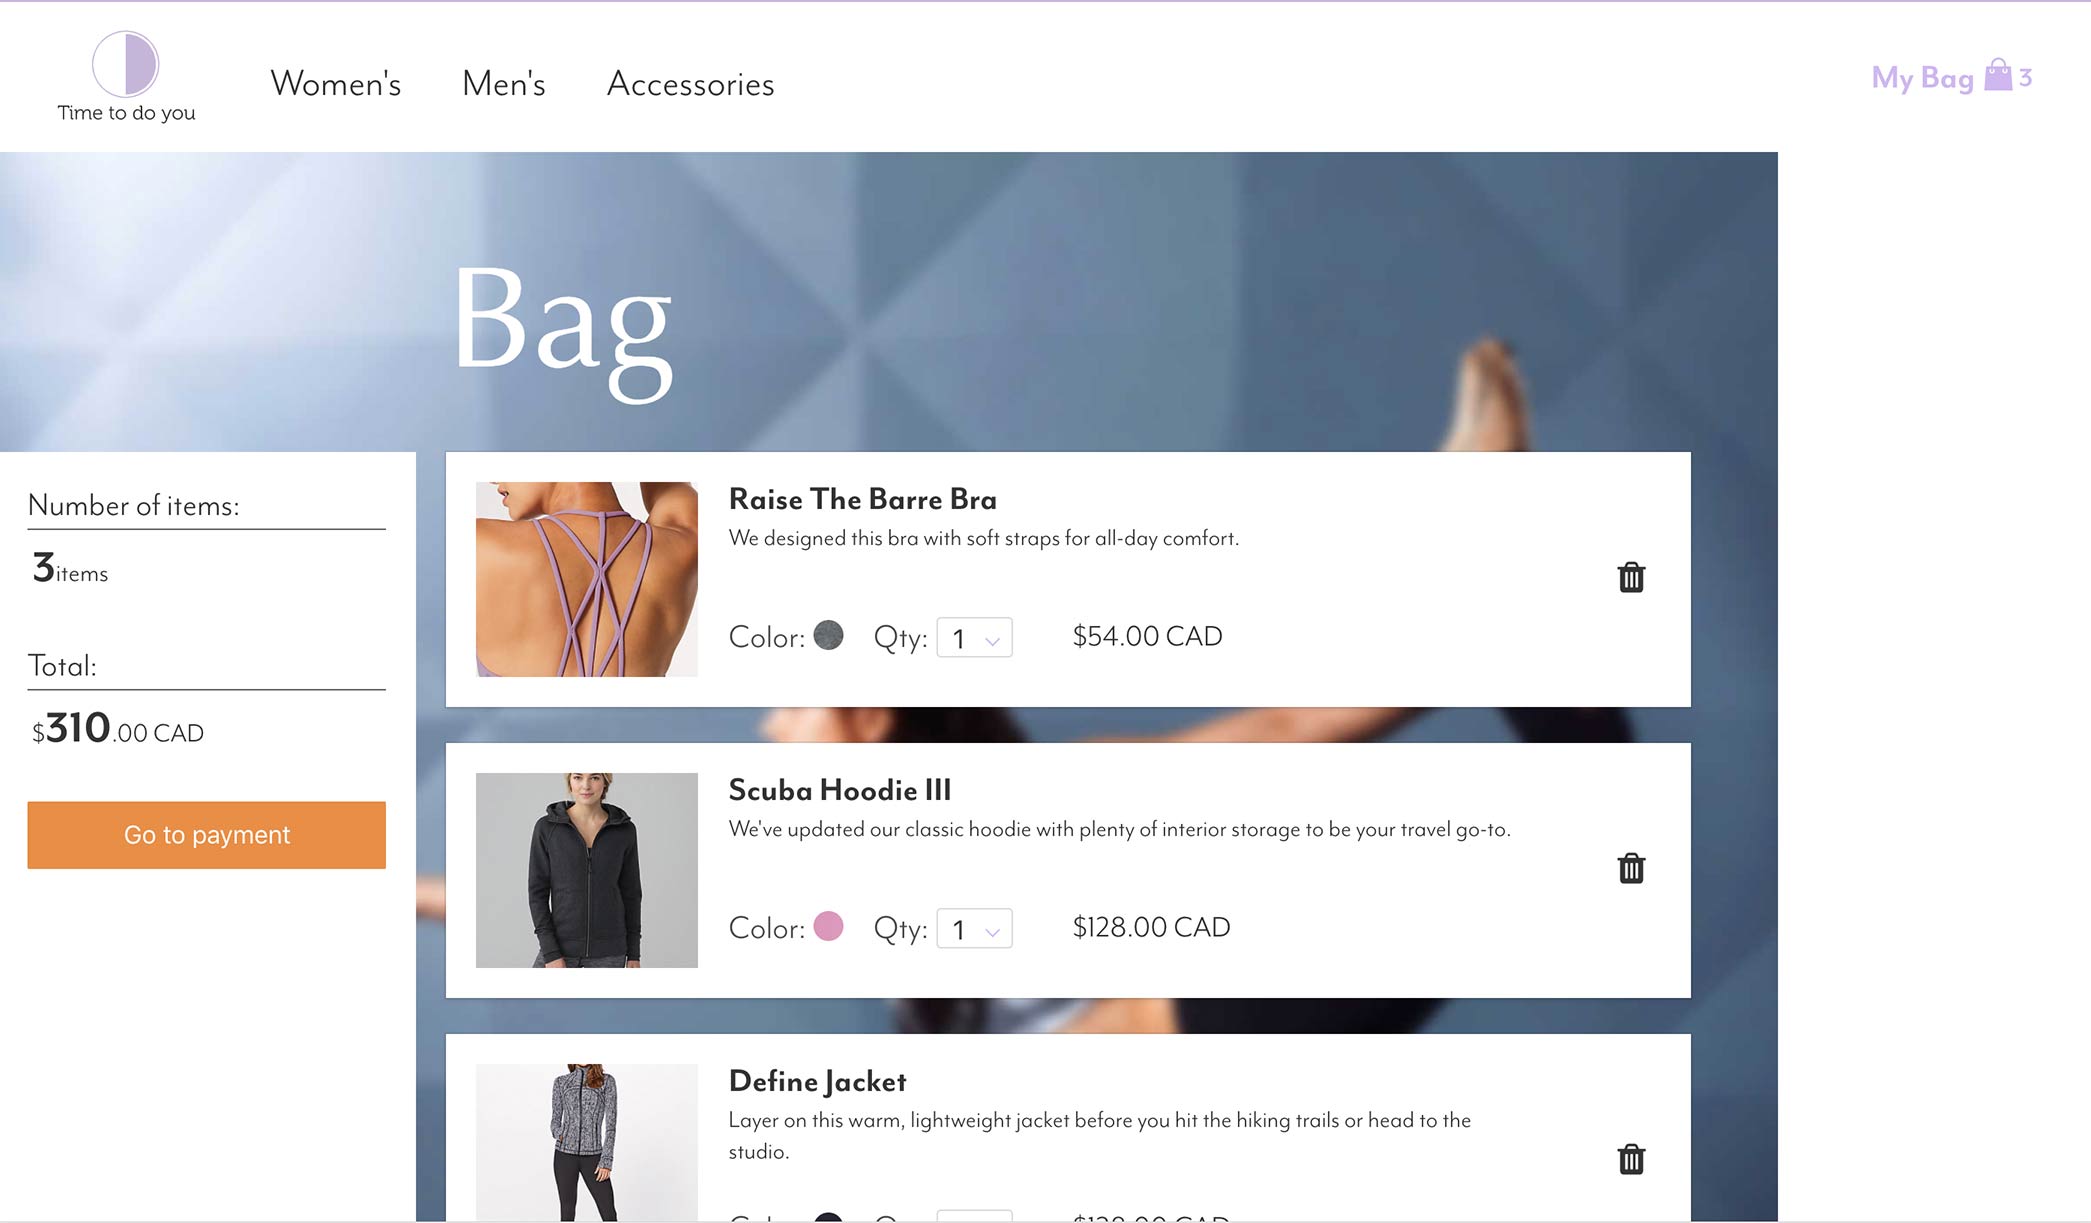 Time to do you
Women's
Men's
Accessories
My Bag 3
Bag
Number of items:
3items
Total:
$310.00 CAD
Go to payment
Raise The Barre Bra
We designed this bra with soft straps for all-day comfort.
Color: Qty: 1 $54.00 CAD
Scuba Hoodie III
We've updated our classic hoodie with plenty of interior storage to be your travel go-to.
Color: Qty: 1 $128.00 CAD
Define Jacket
Layer on this warm, lightweight jacket before you hit the hiking trails or head to the
studio.